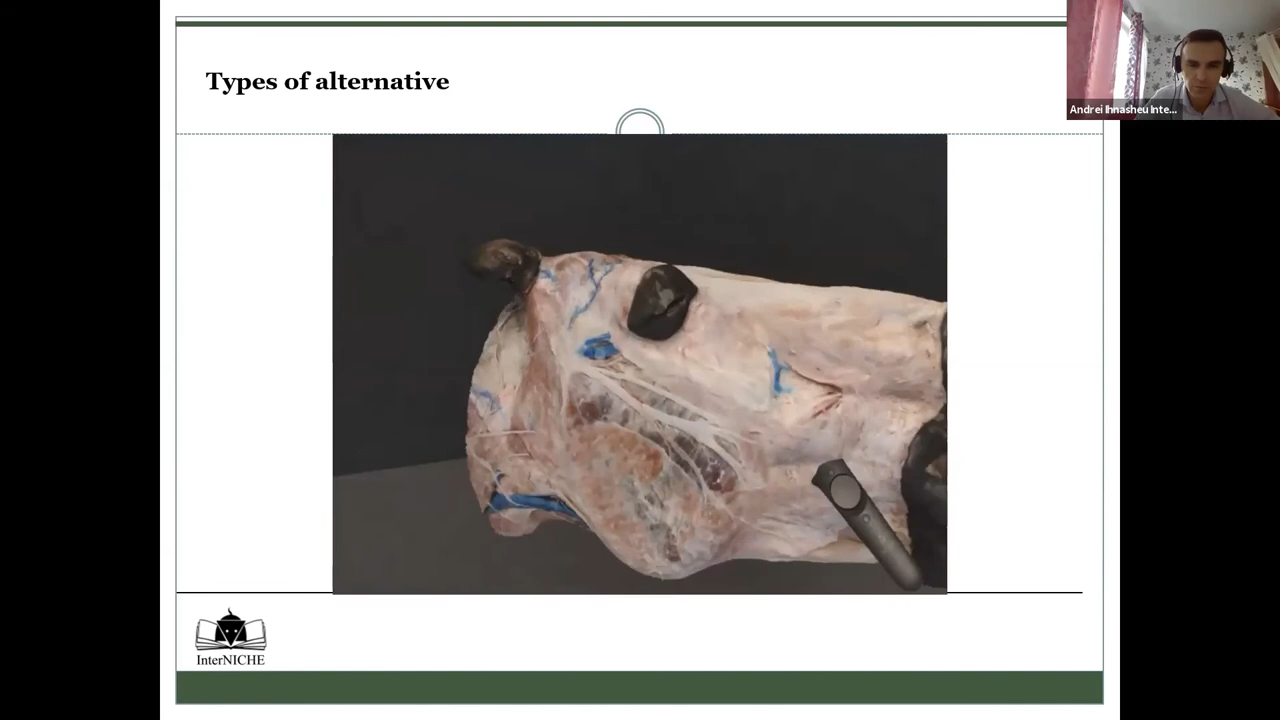 Types of alternative
Andrei Ihnasheu Inte...
InterNICHE